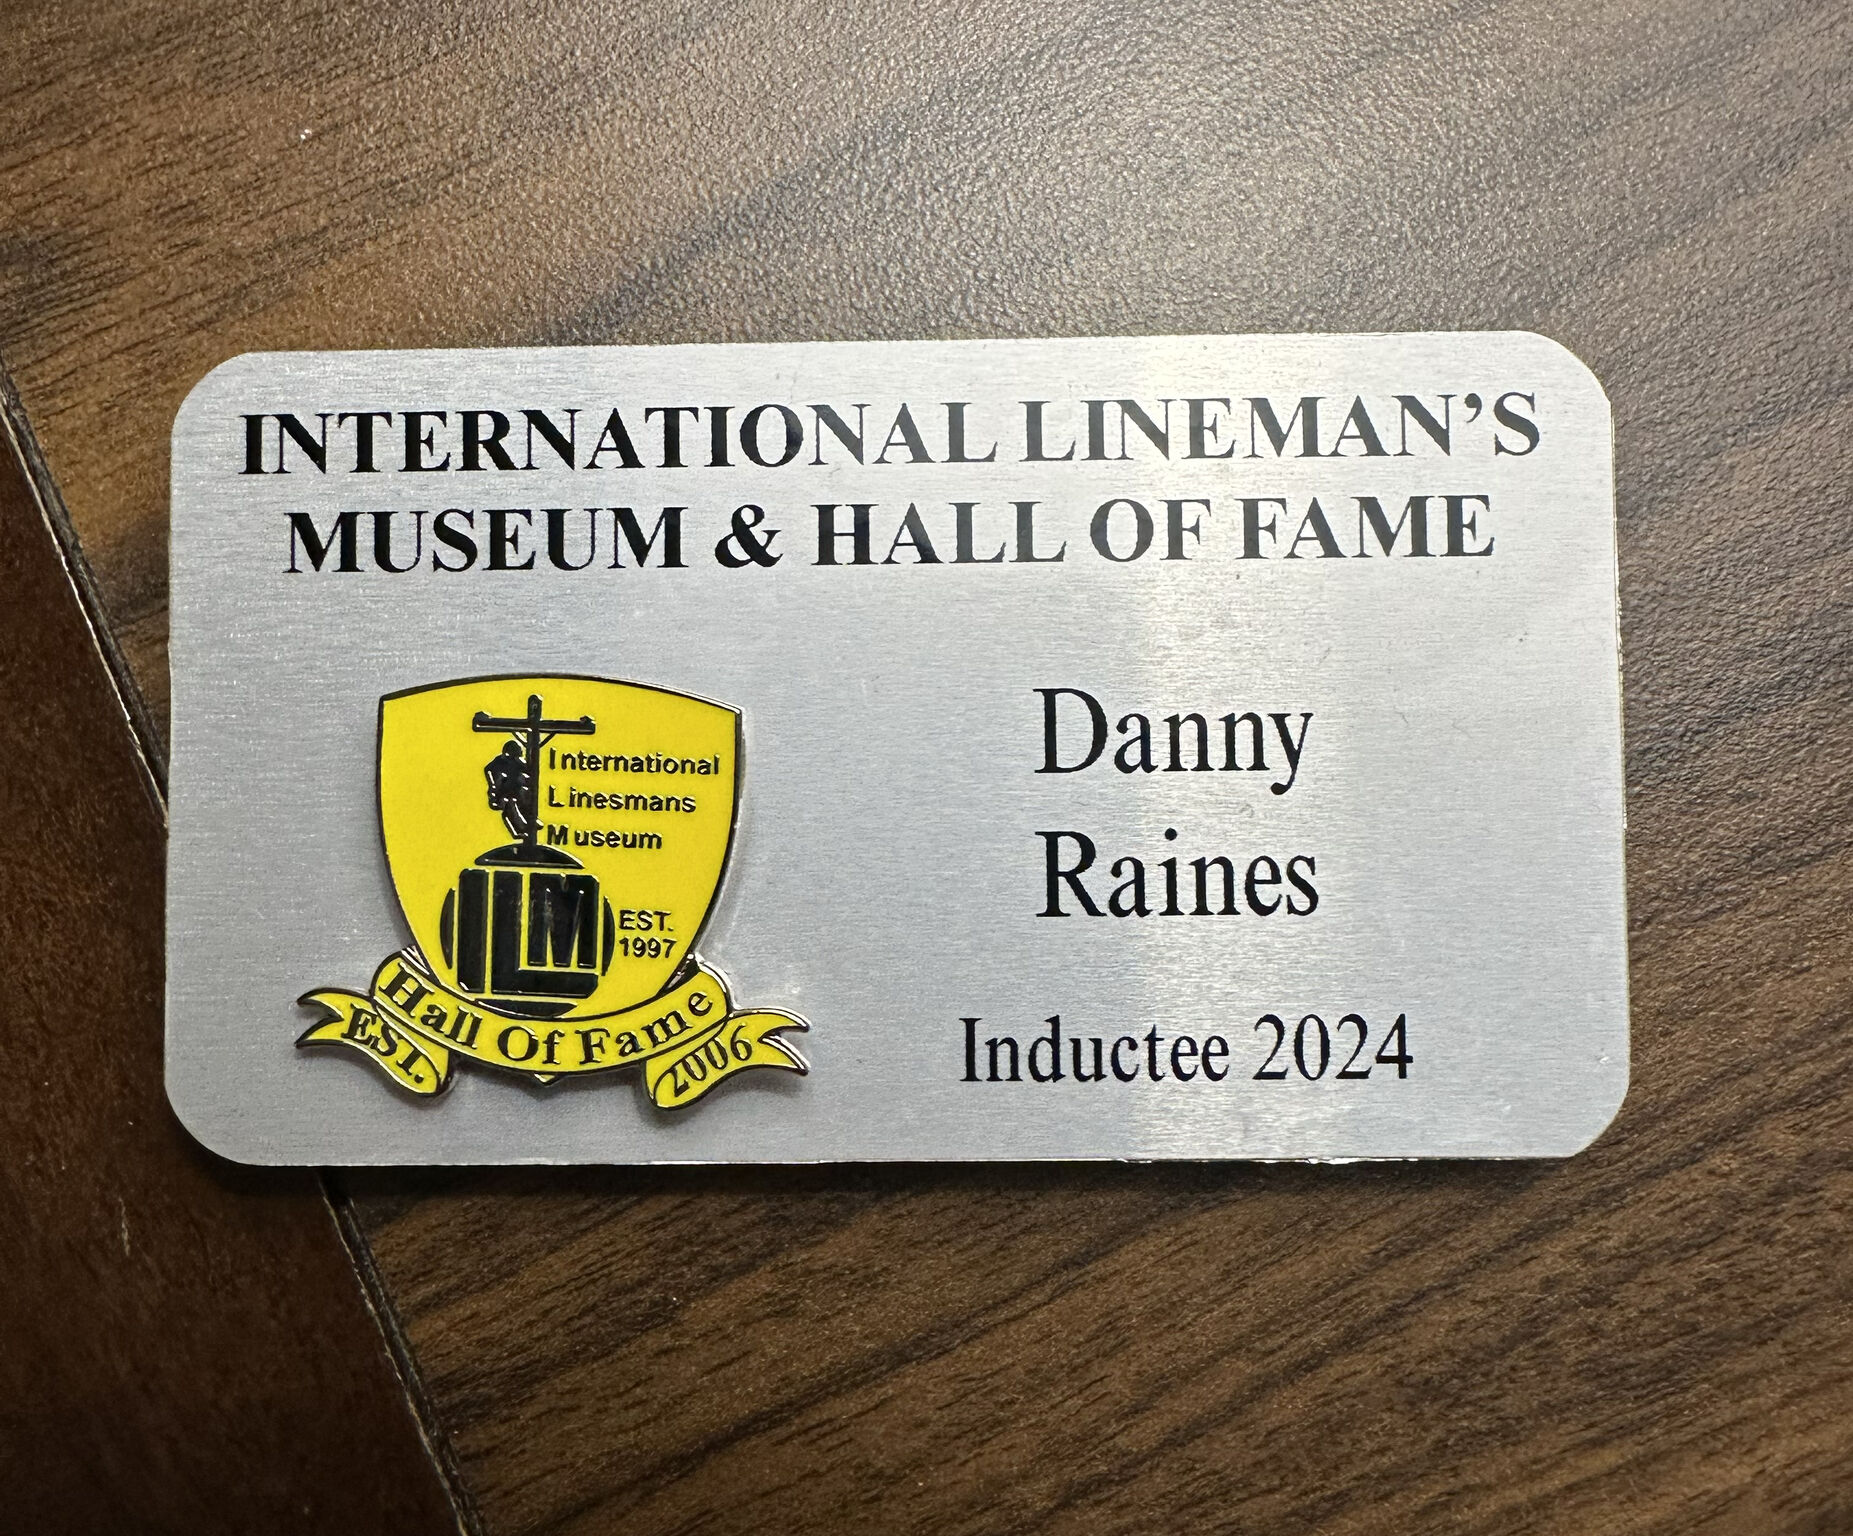 INTERNATIONAL LINEMAN'S
MUSEUM & HALL OF FAME
International
Linesmans
Museum
ILM
EST.
1997
Hall Of Fame
EST.
2006
Danny
Raines
Inductee 2024